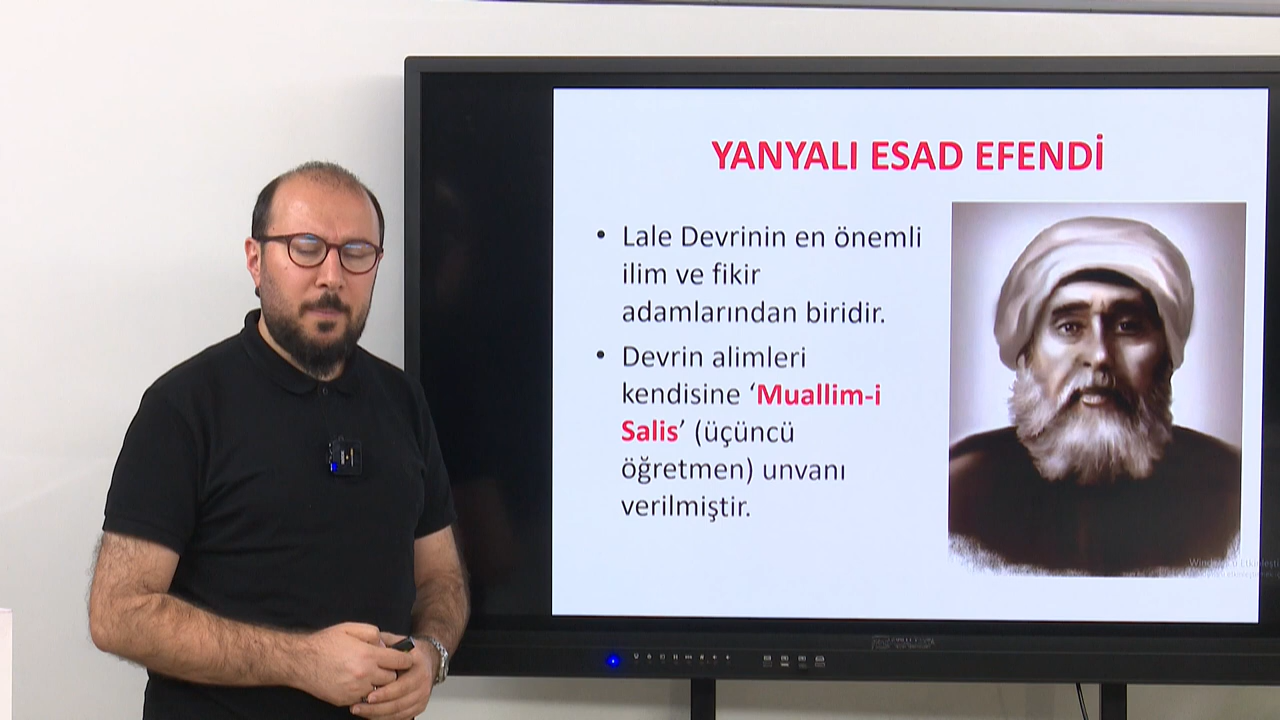 YANYALI ESAD EFENDİ
• Lale Devrinin en önemli
ilim ve fikir
adamlarından biridir.
• Devrin alimleri
kendisine ‘Muallim-i
Salis’ (üçüncü
öğretmen) unvanı
verilmiştir.